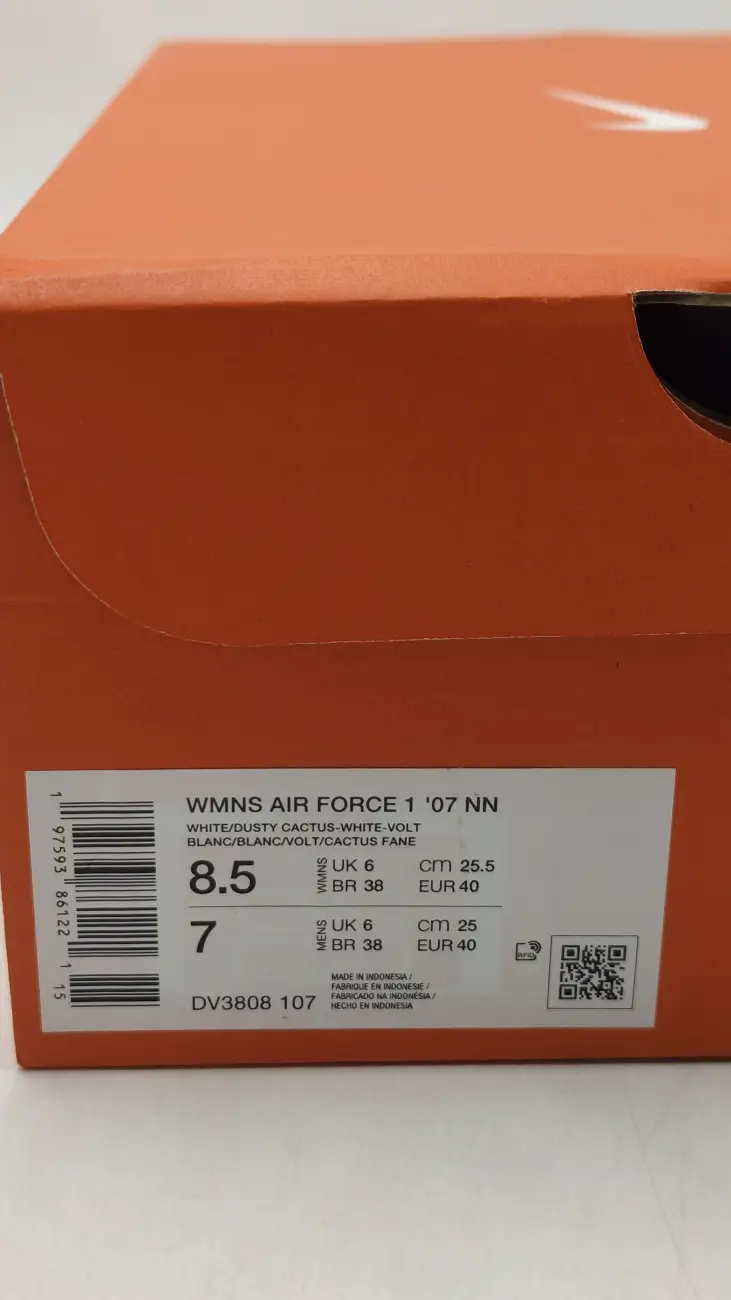 WMNS AIR FORCE 1 '07 NN
WHITE/DUSTY CACTUS-WHITE-VOLT
BLANC/BLANC/VOLT/CACTUS FANE
8.5 WMNS UK 6 CM 25.5
BR 38 EUR 40
7 MENS UK 6 CM 25
BR 38 EUR 40
DV3808 107
MADE IN INDONESIA /
FABRIQUE EN INDONESIE /
FABRICADO NA INDONÉSIA /
HECHO EN INDONESIA
RFID
1 97593 86122 1 15